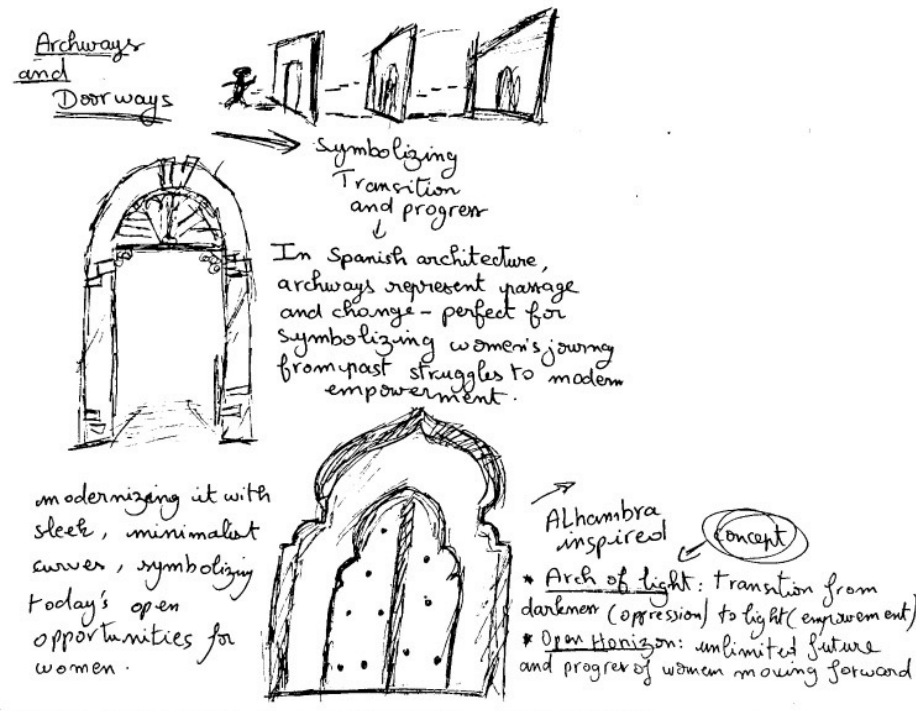 Archways
and
Doorways
Symbolizing
Transition
and progress
In Spanish architecture,
archways represent passage
and change - perfect for
symbolizing women's journy
from past struggles to modern
empowerment.
modernizing it with
sleek, minimalist
curves, symbolizing
today's open
opportunities for
women.
ALhambra
inspired
Concept
* Arch of light: Transition from
darkness (oppression) to light (empowement)
* Open Horizon: unlimited future
and progress of women moving forward